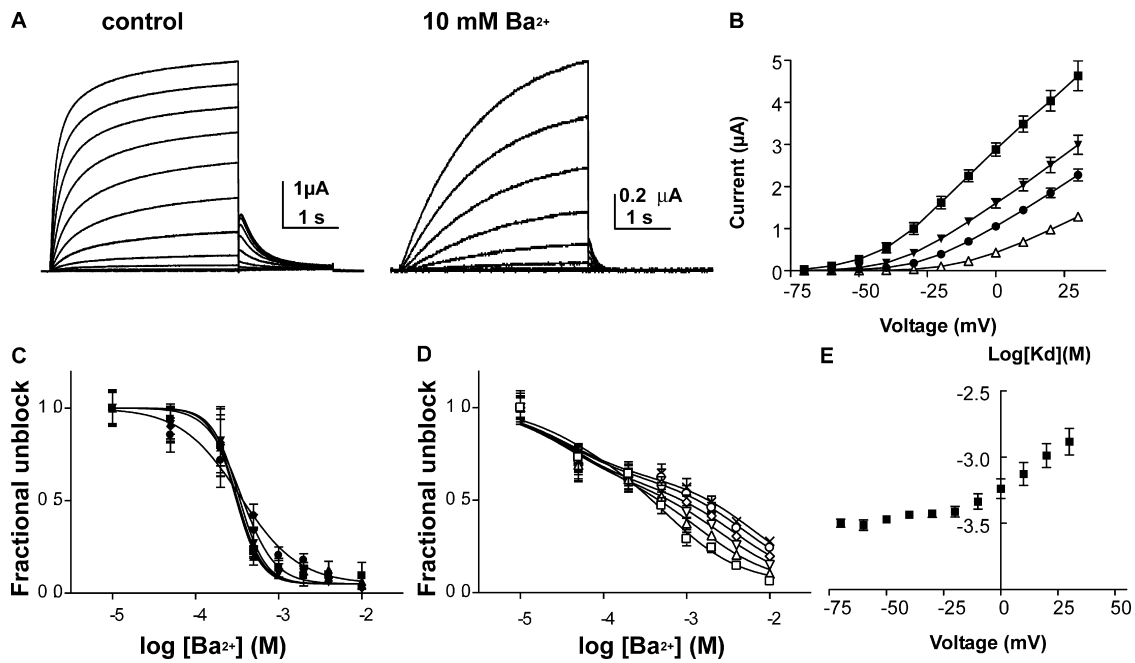 A
control
10 mM Ba²⁺
1µA
1 s
0.2 µA
1 s
B
Current (µA)
5
4
3
2
1
0
-75
-50
-25
0
25
Voltage (mV)
C
Fractional unblock
1 0
0 5
0 0
-5
-4
-3
-2
log [Ba²⁺] (M)
D
Fractional unblock
1 0
0 5
0 0
-5
-4
-3
-2
log [Ba²⁺] (M)
E
Log[Kd](M)
-2.5
-3.0
-3.5
-75
-50
-25
0
25
50
Voltage (mV)